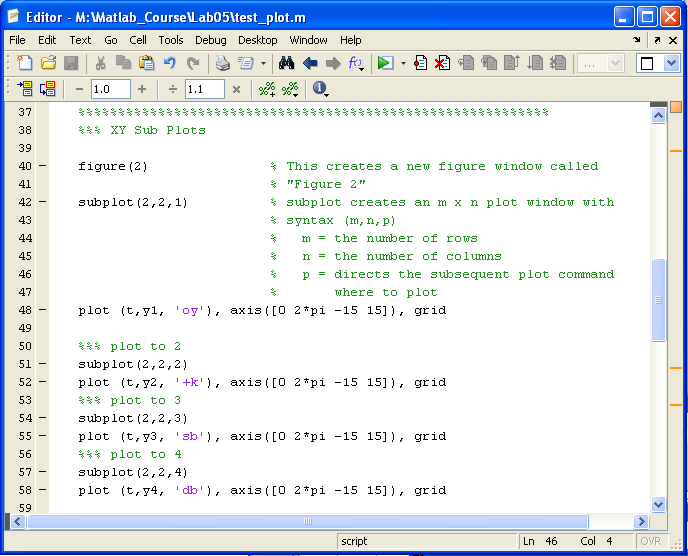 Editor - M:\Matlab_Course\Lab05\test_plot.m
File Edit Text Go Cell Tools Debug Desktop Window Help
- 1.0 + ÷ 1.1 ×
37 %%%%%%%%%%%%%%%%%%%%%%%%%%%%%%%%%%%%%%%%%%%%%%%%%%%%%%%%%%%
38 %%% XY Sub Plots
39
40 - figure(2) % This creates a new figure window called
41 % "Figure 2"
42 - subplot(2,2,1) % subplot creates an m x n plot window with
43 % syntax (m,n,p)
44 % m = the number of rows
45 % n = the number of columns
46 % p = directs the subsequent plot command
47 % where to plot
48 - plot (t,y1, 'oy'), axis([0 2*pi -15 15]), grid
49
50 %%% plot to 2
51 - subplot(2,2,2)
52 - plot (t,y2, '+k'), axis([0 2*pi -15 15]), grid
53 %%% plot to 3
54 - subplot(2,2,3)
55 - plot (t,y3, 'sb'), axis([0 2*pi -15 15]), grid
56 %%% plot to 4
57 - subplot(2,2,4)
58 - plot (t,y4, 'db'), axis([0 2*pi -15 15]), grid
59
script Ln 46 Col 4 OVR